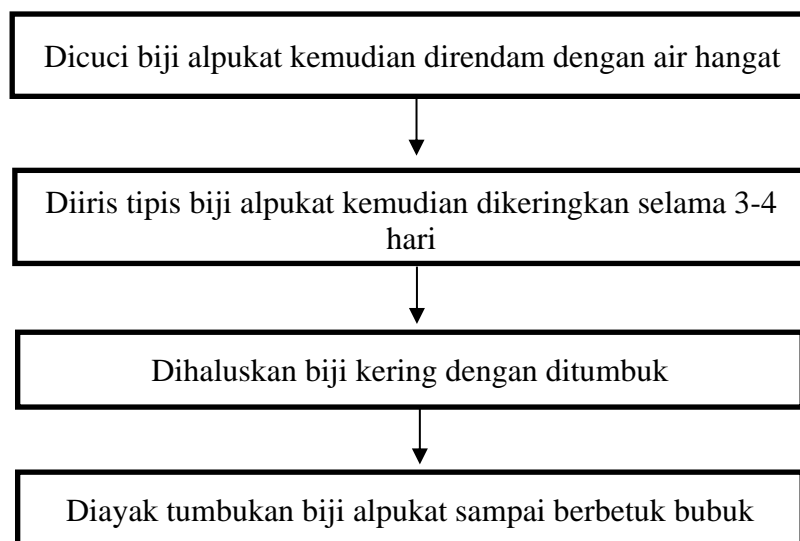 Dicuci biji alpukat kemudian direndam dengan air hangat
Diiris tipis biji alpukat kemudian dikeringkan selama 3-4
hari
Dihaluskan biji kering dengan ditumbuk
Diayak tumbukan biji alpukat sampai berbetuk bubuk